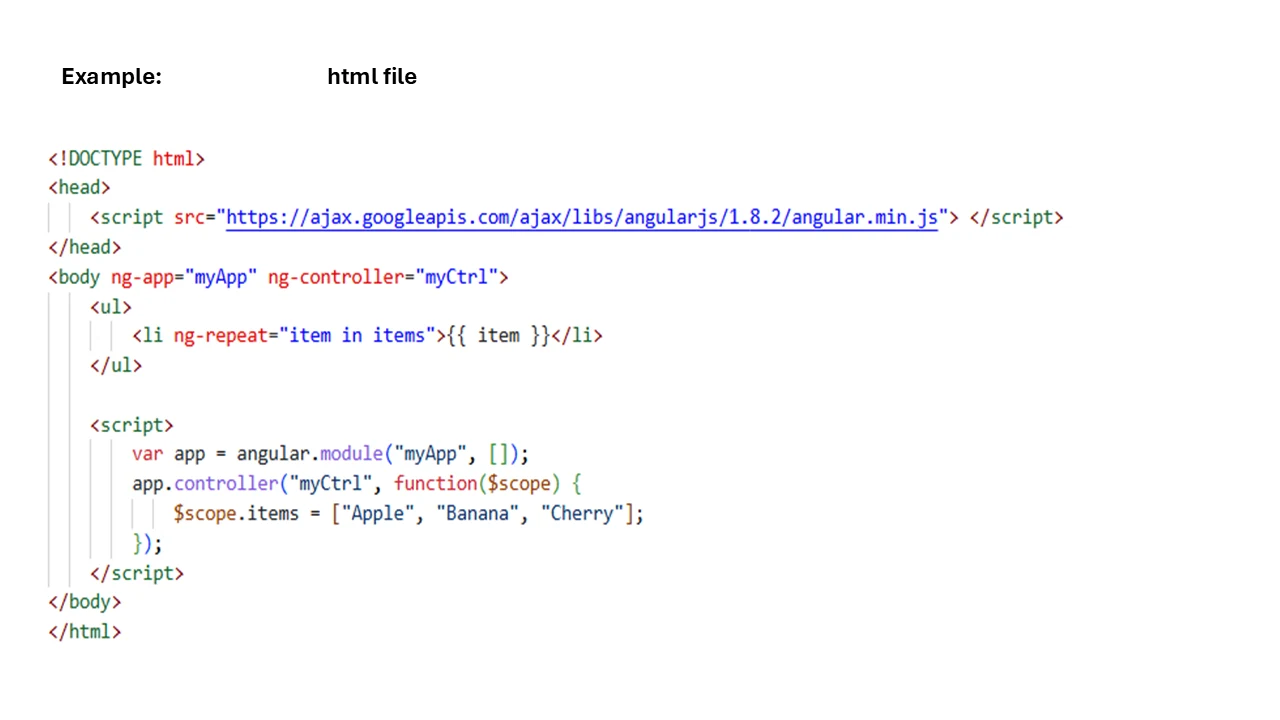 Example: html file
<!DOCTYPE html>
<head>
    <script src="https://ajax.googleapis.com/ajax/libs/angularjs/1.8.2/angular.min.js"> </script>
</head>
<body ng-app="myApp" ng-controller="myCtrl">
    <ul>
        <li ng-repeat="item in items">{{ item }}</li>
    </ul>

    <script>
        var app = angular.module("myApp", []);
        app.controller("myCtrl", function($scope) {
            $scope.items = ["Apple", "Banana", "Cherry"];
        });
    </script>
</body>
</html>